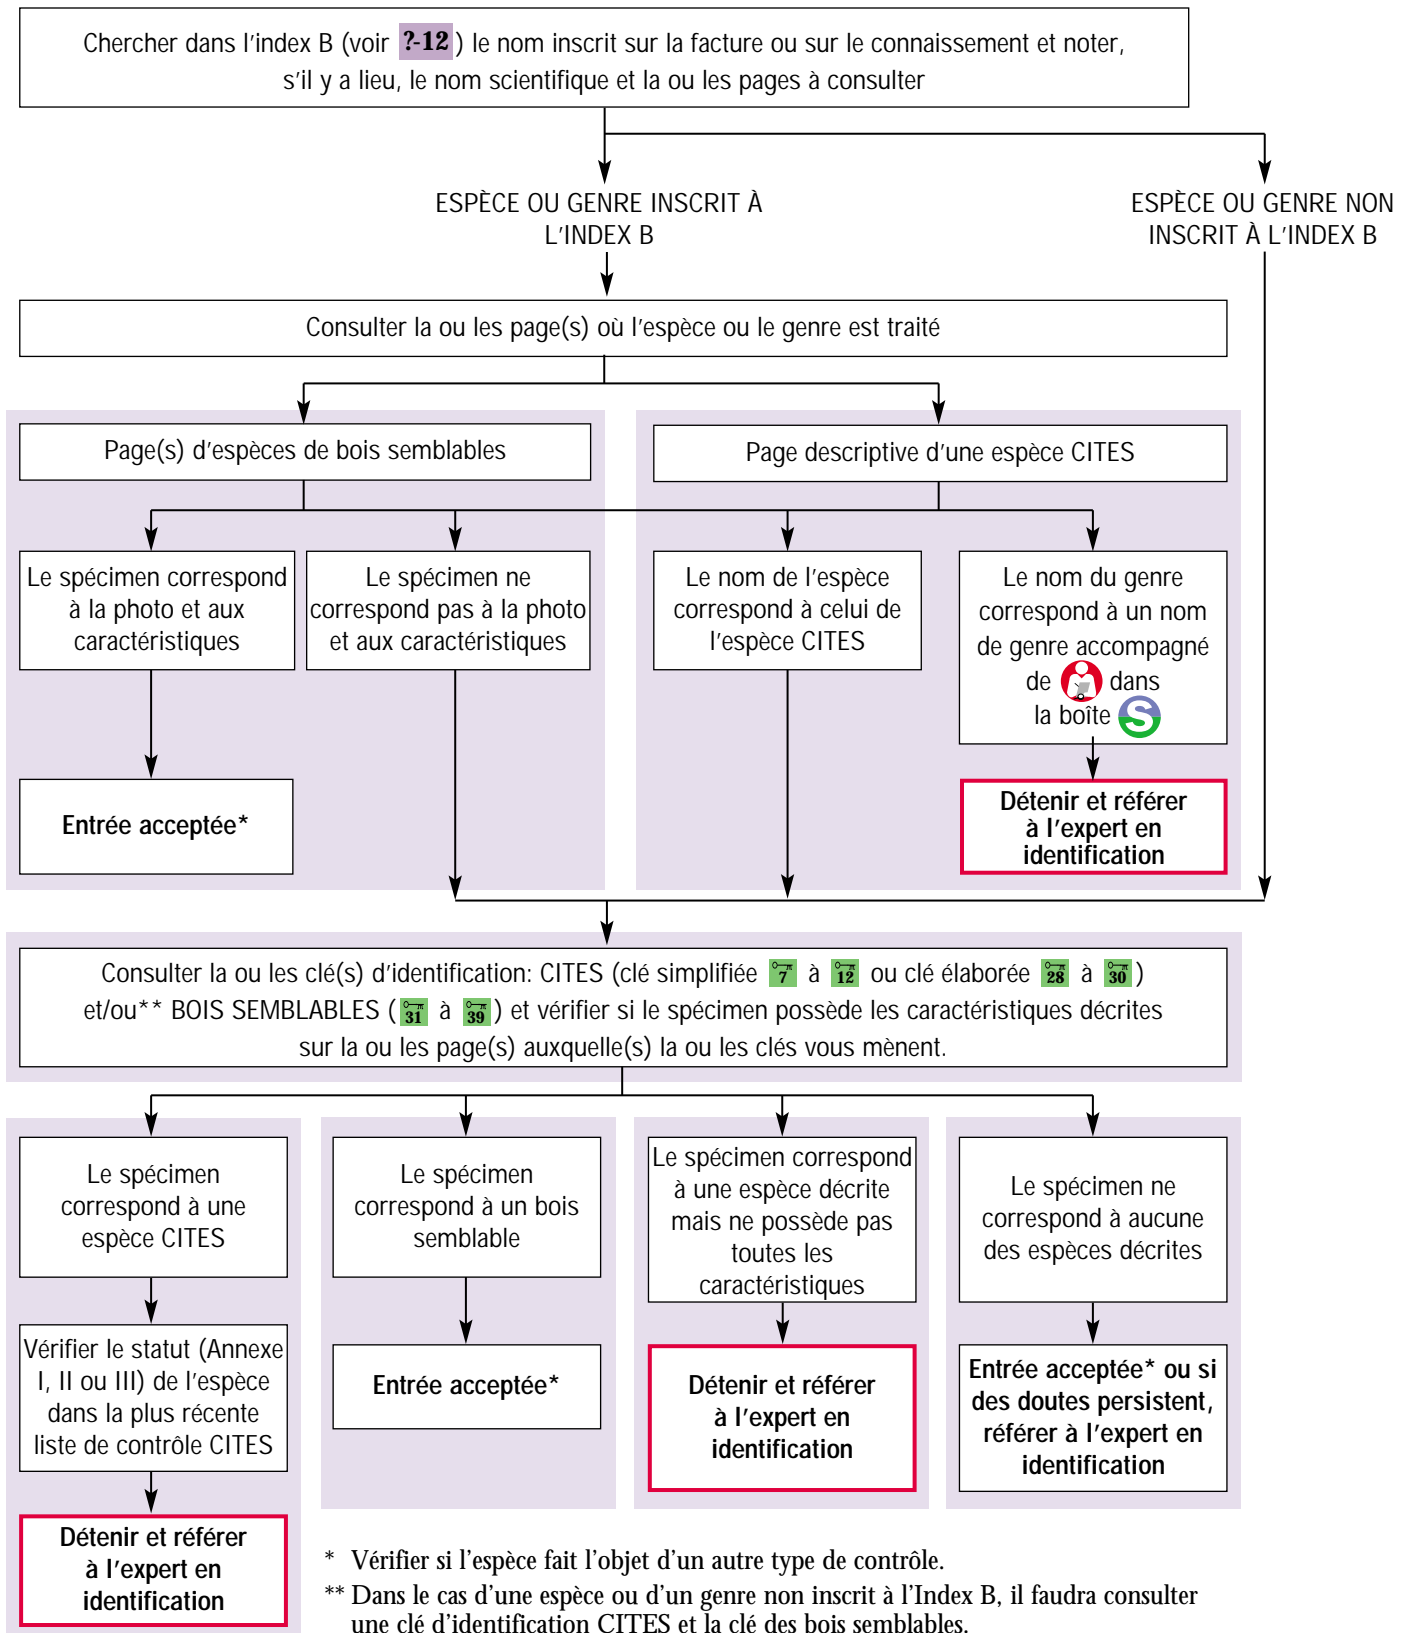 Chercher dans l'index B (voir ?-12 ) le nom inscrit sur la facture ou sur le connaissement et noter,
s'il y a lieu, le nom scientifique et la ou les pages à consulter
ESPÈCE OU GENRE INSCRIT À
L'INDEX B
ESPÈCE OU GENRE NON
INSCRIT À L'INDEX B
Consulter la ou les page(s) où l'espèce ou le genre est traité
Page(s) d'espèces de bois semblables
Page descriptive d'une espèce CITES
Le spécimen correspond
à la photo et aux
caractéristiques
Le spécimen ne
correspond pas à la photo
et aux caractéristiques
Le nom de l'espèce
correspond à celui de
l'espèce CITES
Le nom du genre
correspond à un nom
de genre accompagné
de dans
la boîte S
Entrée acceptée*
Détenir et référer
à l'expert en
identification
Consulter la ou les clé(s) d'identification: CITES (clé simplifiée 7 à 12 ou clé élaborée 28 à 30 )
et/ou** BOIS SEMBLABLES ( 31 à 39 ) et vérifier si le spécimen possède les caractéristiques décrites
sur la ou les page(s) auxquelle(s) la ou les clés vous mènent.
Le spécimen
correspond à une
espèce CITES
Le spécimen
correspond à un bois
semblable
Le spécimen correspond
à une espèce décrite
mais ne possède pas
toutes les
caractéristiques
Le spécimen ne
correspond à aucune
des espèces décrites
Vérifier le statut (Annexe
I, II ou III) de l'espèce
dans la plus récente
liste de contrôle CITES
Entrée acceptée*
Détenir et référer
à l'expert en
identification
Entrée acceptée* ou si
des doutes persistent,
référer à l'expert en
identification
Détenir et référer
à l'expert en
identification
* Vérifier si l'espèce fait l'objet d'un autre type de contrôle.
** Dans le cas d'une espèce ou d'un genre non inscrit à l'Index B, il faudra consulter
une clé d'identification CITES et la clé des bois semblables.